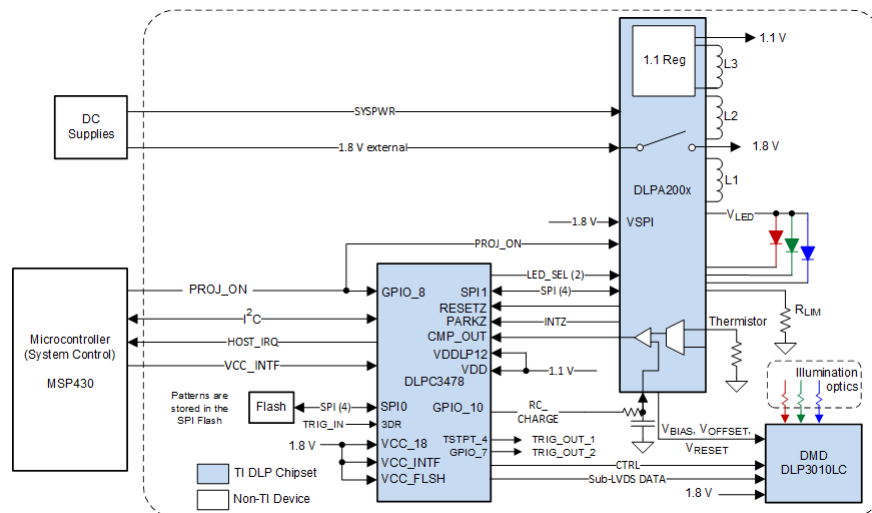 1.1 V
1.1 Reg
L3
DC
Supplies
SYSPWR
L2
1.8 V external
1.8 V
DLPA200x
L1
VLED
1.8 V
VSPI
PROJ_ON
PROJ_ON
GPIO_8
LED_SEL (2)
SPI1
SPI (4)
RLIM
I2C
RESETZ
Microcontroller
(System Control)
MSP430
HOST_IRQ
PARKZ
INTZ
CMP_OUT
Thermistor
VCC_INTF
VDDLP12
VDD
1.1 V
DLPC3478
Illumination
optics
Patterns are
stored in the
SPI Flash
Flash
SPI (4)
SPI0
GPIO_10
RC_
CHARGE
TRIG_IN
3DR
VBIAS, VOFFSET,
VRESET
1.8 V
VCC_18
TSTPT_4
TRIG_OUT_1
GPIO_7
TRIG_OUT_2
VCC_INTF
CTRL
DMD
DLP3010LC
VCC_FLSH
Sub-LVDS DATA
1.8 V
TI DLP Chipset
Non-TI Device